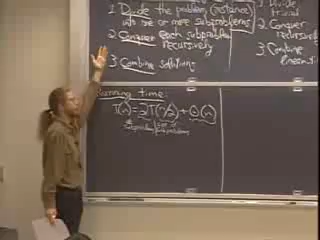 1. Divide the problem (instance)
into one or more subproblems
2. Conquer each subproblem
recursively
3. Combine solutions
1. Divide
trivial
2. Conquer
recursively
3. Combine
Running time:
T(n) = 2T(n/2) + Θ(n)